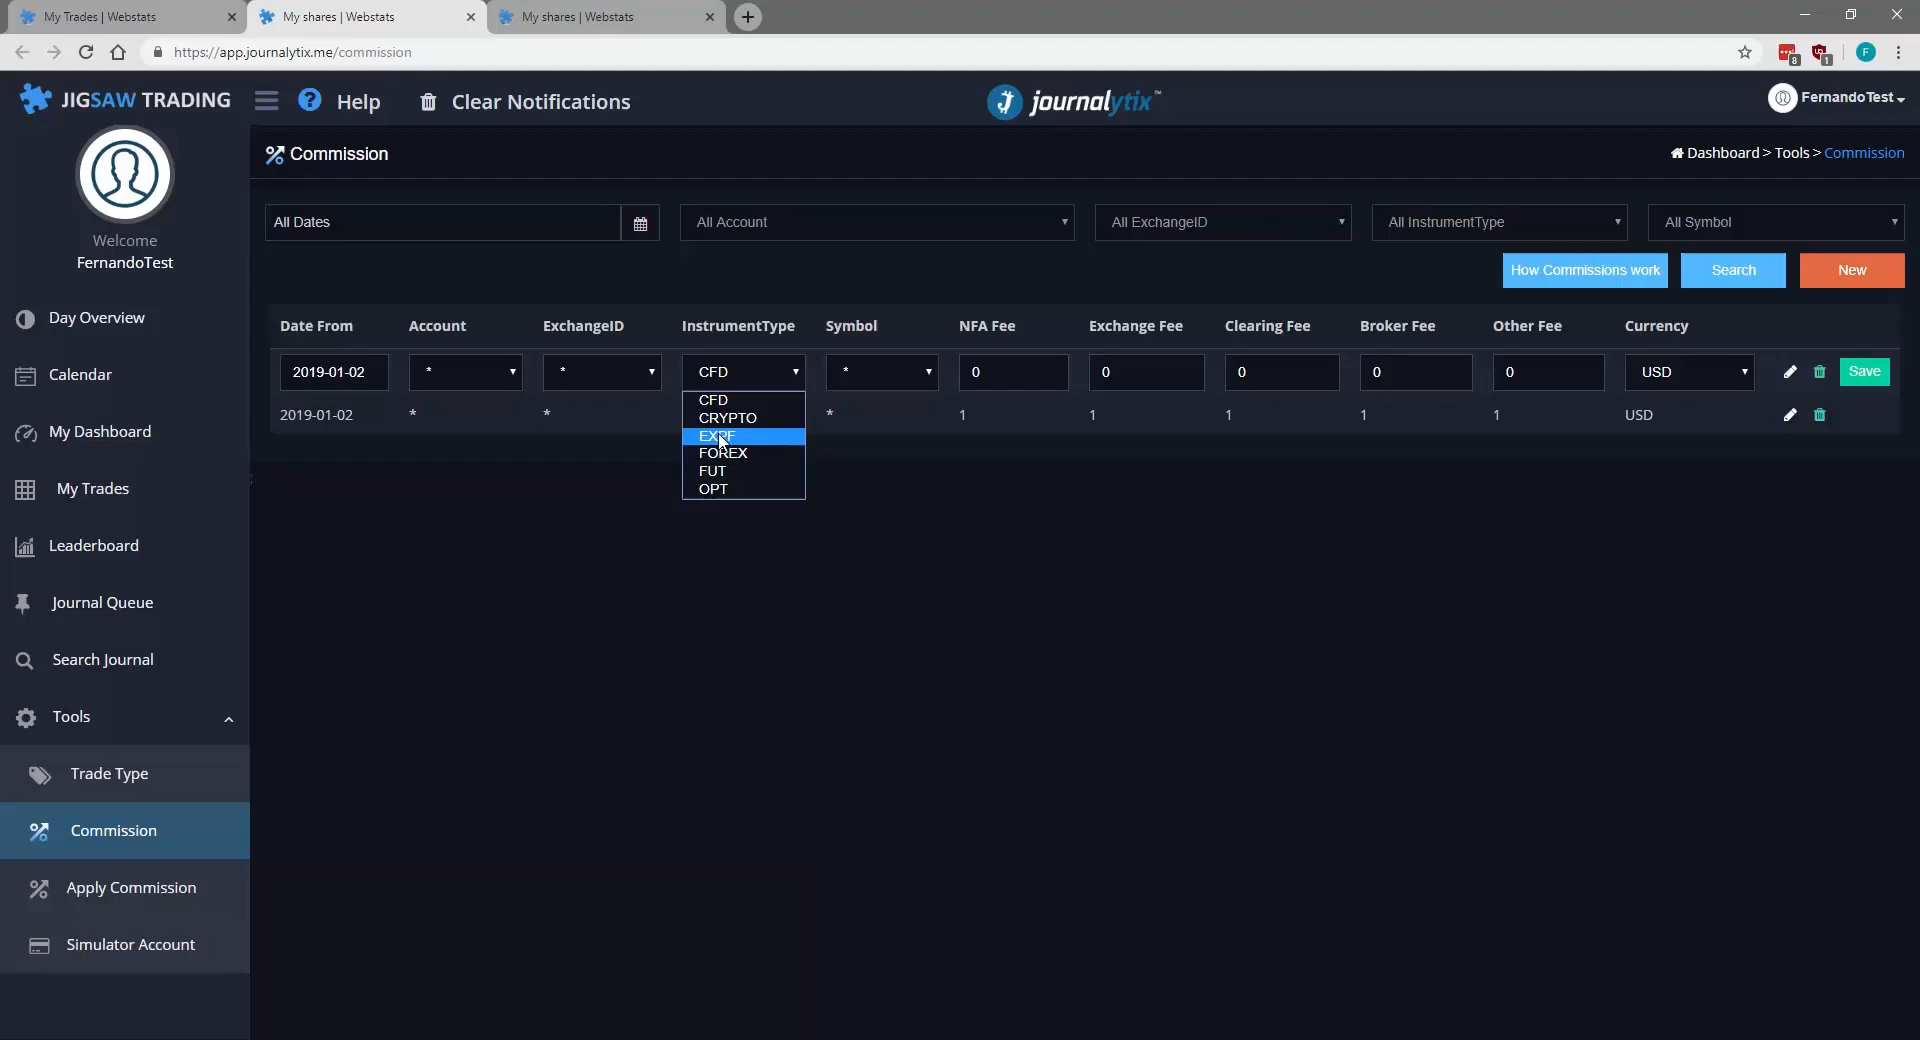 My Trades | Webstats
My shares | Webstats
My shares | Webstats
https://app.journalytix.me/commission
8
1
F
JIGSAW TRADING
Help
Clear Notifications
journalytix™
FernandoTest
Welcome
FernandoTest
Day Overview
Calendar
My Dashboard
My Trades
Leaderboard
Journal Queue
Search Journal
Tools
Trade Type
Commission
Apply Commission
Simulator Account
Commission
Dashboard > Tools > Commission
All Dates
All Account
All ExchangeID
All InstrumentType
All Symbol
How Commissions work
Search
New
Date From Account ExchangeID InstrumentType Symbol NFA Fee Exchange Fee Clearing Fee Broker Fee Other Fee Currency
2019-01-02 * * CFD * 0 0 0 0 0 USD Save
2019-01-02 * * * 1 1 1 1 1 USD
CFD
CRYPTO
EXPF
FOREX
FUT
OPT